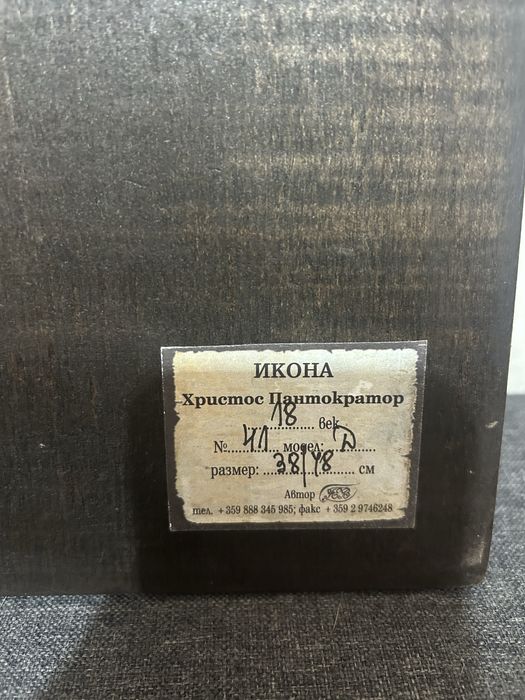 ИКОНА
Христос Пантократор
18 век
№ 41 модел: D
размер: 38/48 см
Автор
тел. +359 888 345 985; факс +359 2 9746248